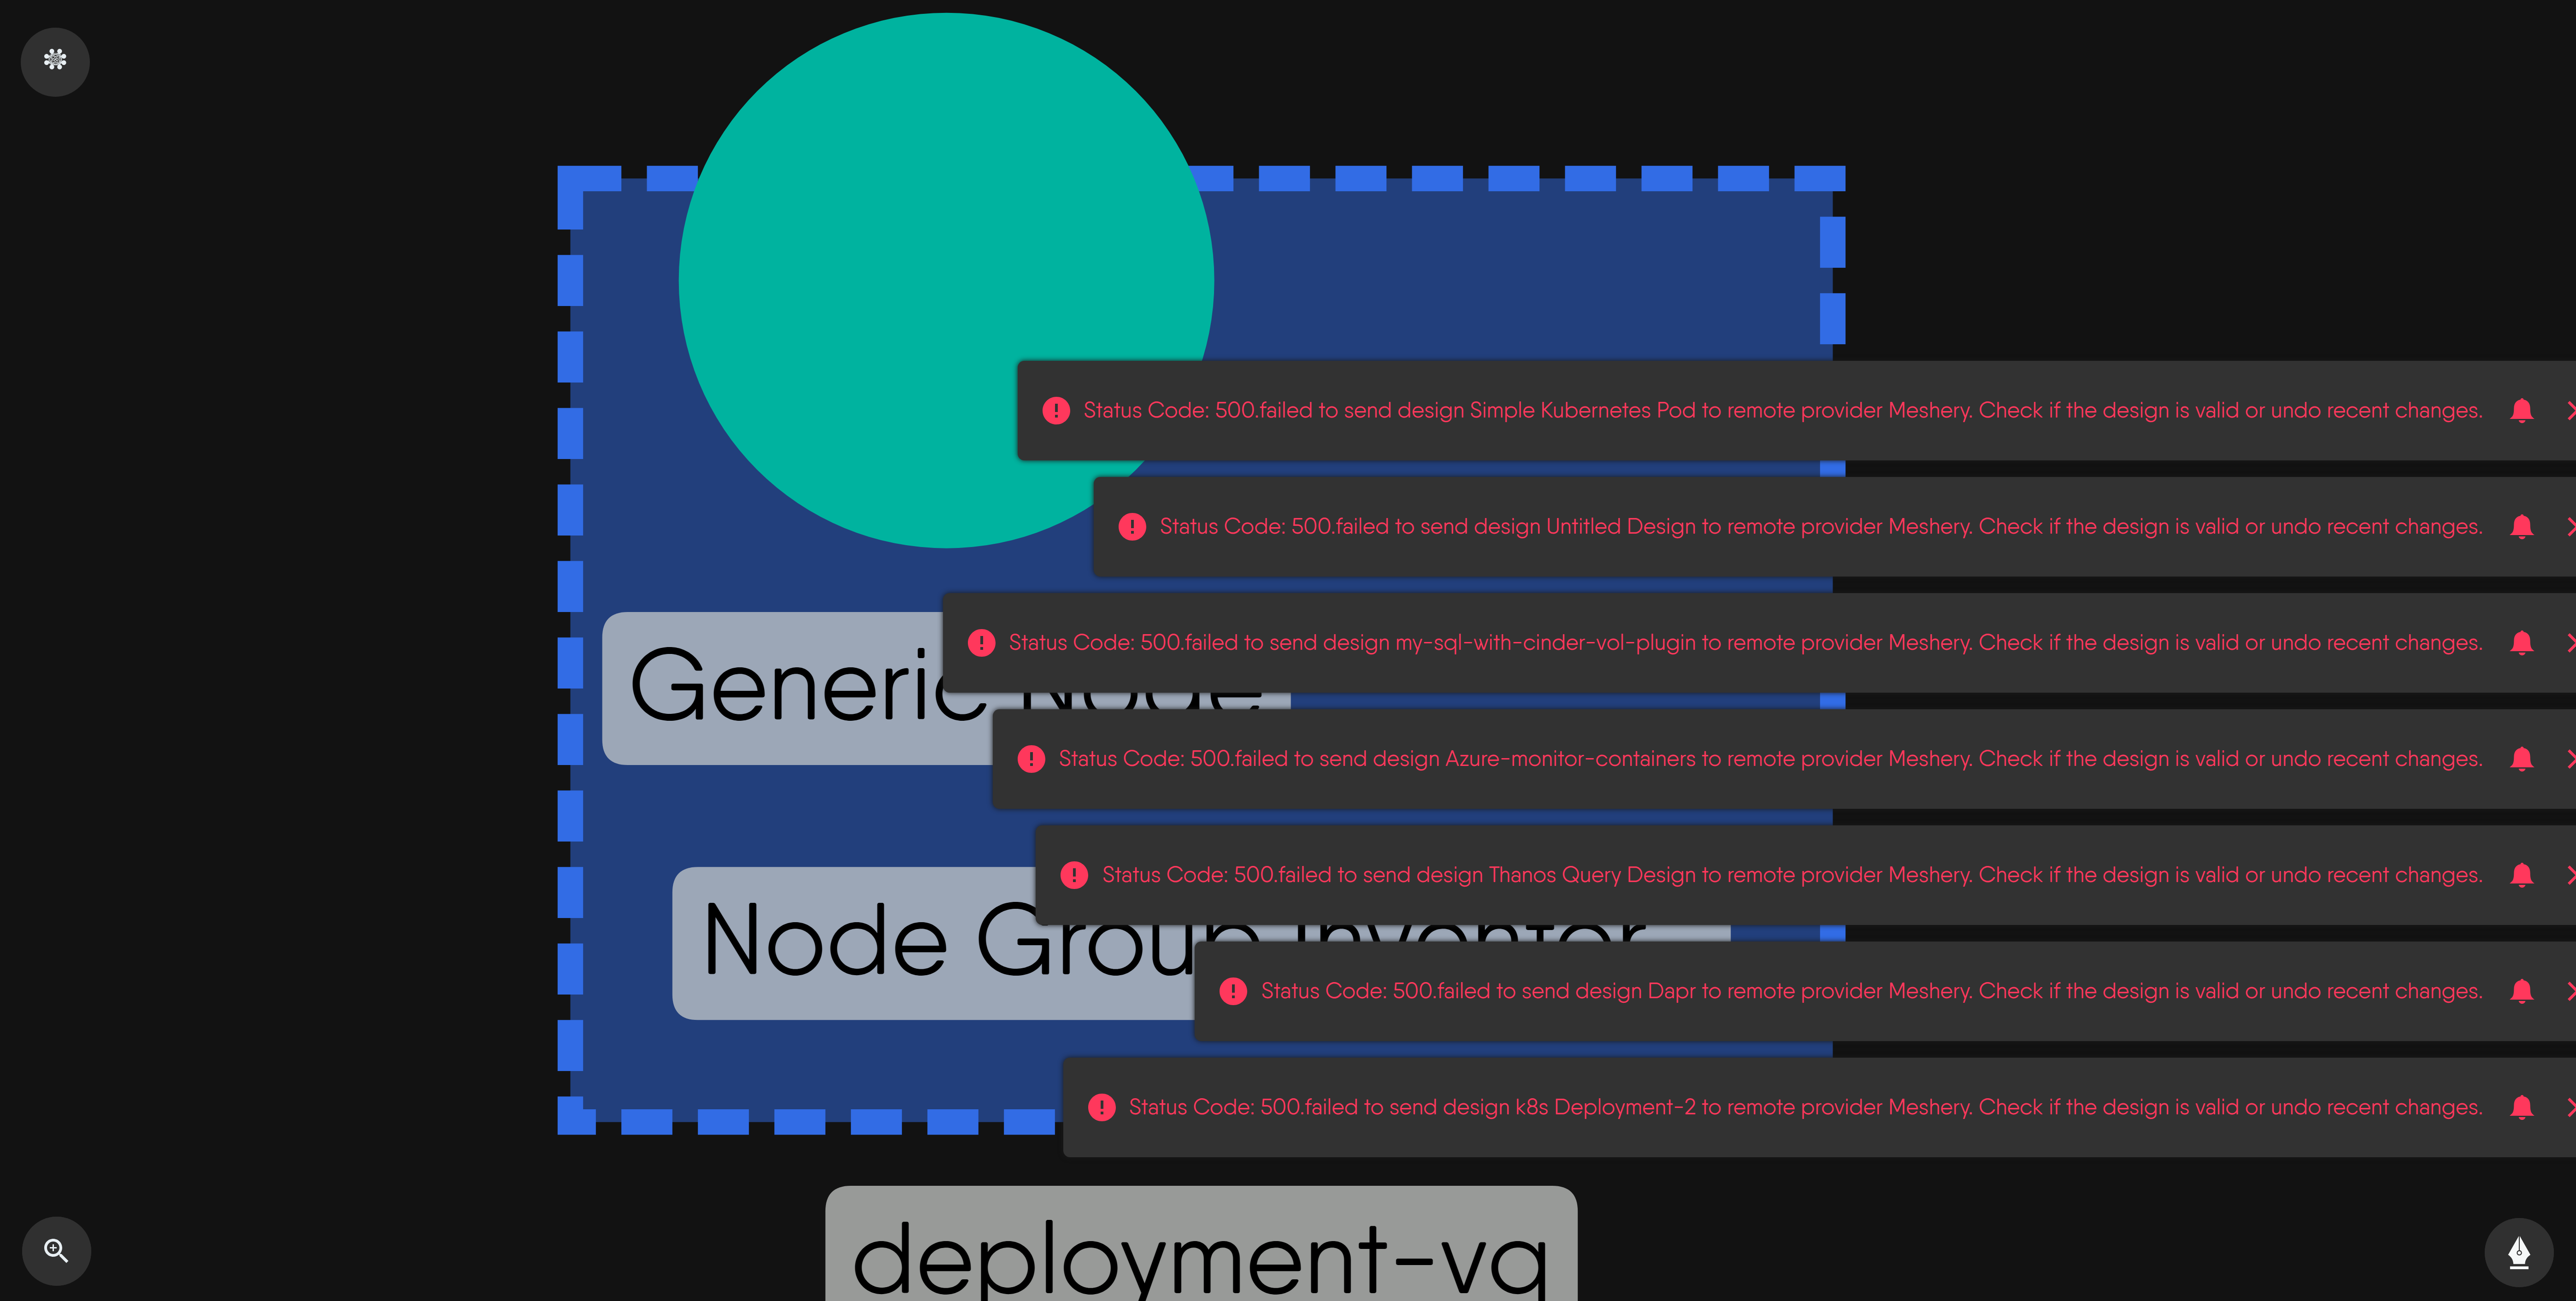 Status Code: 500.failed to send design Simple Kubernetes Pod to remote provider Meshery. Check if the design is valid or undo recent changes.
Status Code: 500.failed to send design Untitled Design to remote provider Meshery. Check if the design is valid or undo recent changes.
Status Code: 500.failed to send design my-sql-with-cinder-vol-plugin to remote provider Meshery. Check if the design is valid or undo recent changes.
Generic Node
Status Code: 500.failed to send design Azure-monitor-containers to remote provider Meshery. Check if the design is valid or undo recent changes.
Status Code: 500.failed to send design Thanos Query Design to remote provider Meshery. Check if the design is valid or undo recent changes.
Node Group Inventor
Status Code: 500.failed to send design Dapr to remote provider Meshery. Check if the design is valid or undo recent changes.
Status Code: 500.failed to send design k8s Deployment-2 to remote provider Meshery. Check if the design is valid or undo recent changes.